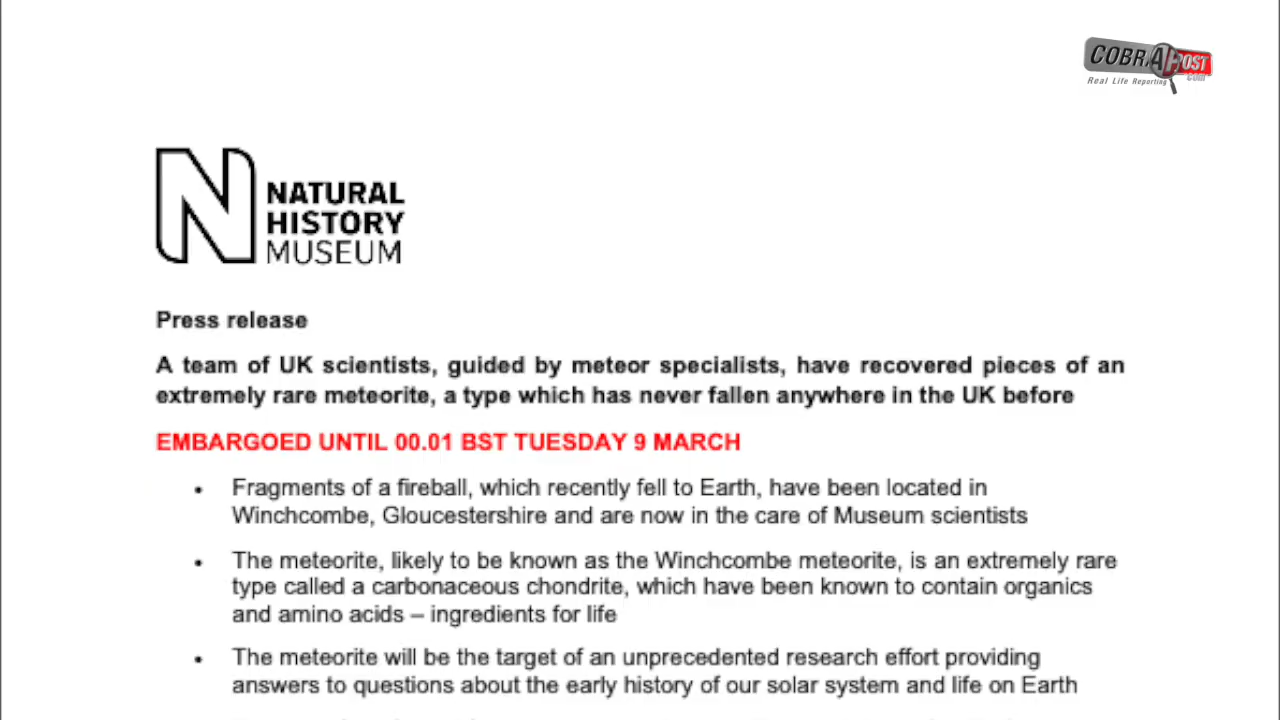 COBRAPOST
.COM
Real Life Reporting
NATURAL
HISTORY
MUSEUM
Press release
A team of UK scientists, guided by meteor specialists, have recovered pieces of an
extremely rare meteorite, a type which has never fallen anywhere in the UK before
EMBARGOED UNTIL 00.01 BST TUESDAY 9 MARCH
• Fragments of a fireball, which recently fell to Earth, have been located in
Winchcombe, Gloucestershire and are now in the care of Museum scientists
• The meteorite, likely to be known as the Winchcombe meteorite, is an extremely rare
type called a carbonaceous chondrite, which have been known to contain organics
and amino acids – ingredients for life
• The meteorite will be the target of an unprecedented research effort providing
answers to questions about the early history of our solar system and life on Earth